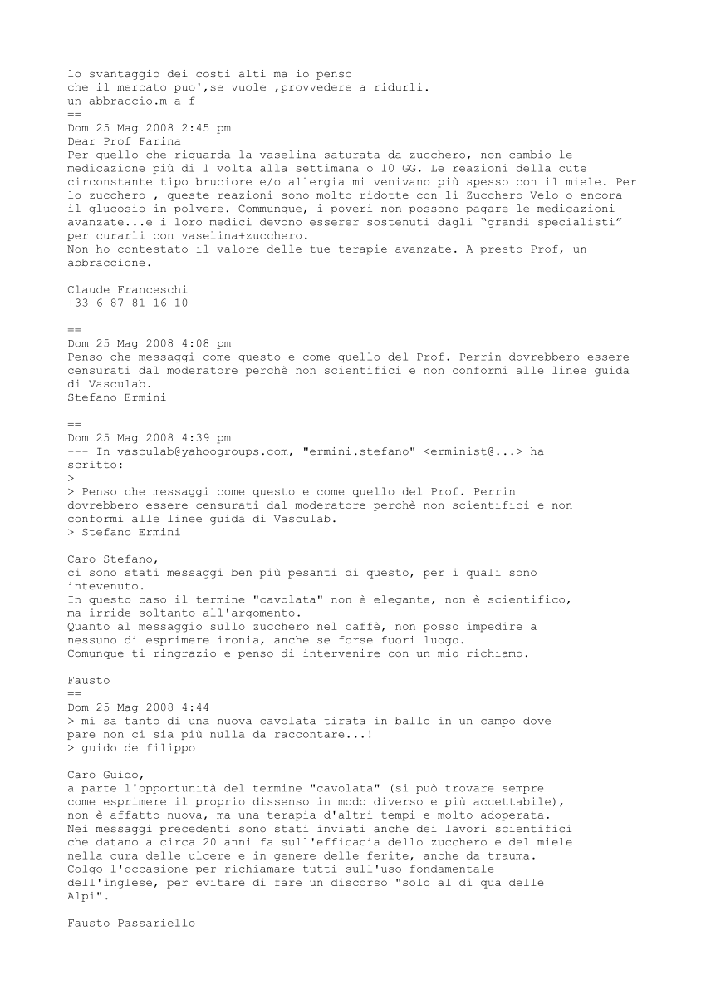 lo svantaggio dei costi alti ma io penso
che il mercato puo',se vuole ,provvedere a ridurli.
un abbraccio.m a f
==
Dom 25 Mag 2008 2:45 pm
Dear Prof Farina
Per quello che riguarda la vaselina saturata da zucchero, non cambio le
medicazione più di 1 volta alla settimana o 10 GG. Le reazioni della cute
circonstante tipo bruciore e/o allergia mi venivano più spesso con il miele. Per
lo zucchero , queste reazioni sono molto ridotte con li Zucchero Velo o encora
il glucosio in polvere. Communque, i poveri non possono pagare le medicazioni
avanzate...e i loro medici devono esserer sostenuti dagli “grandi specialisti”
per curarli con vaselina+zucchero.
Non ho contestato il valore delle tue terapie avanzate. A presto Prof, un
abbraccione.
Claude Franceschi
+33 6 87 81 16 10
==
Dom 25 Mag 2008 4:08 pm
Penso che messaggi come questo e come quello del Prof. Perrin dovrebbero essere
censurati dal moderatore perchè non scientifici e non conformi alle linee guida
di Vasculab.
Stefano Ermini
==
Dom 25 Mag 2008 4:39 pm
--- In vasculab@yahoogroups.com, "ermini.stefano" <erminist@...> ha
scritto:
>
> Penso che messaggi come questo e come quello del Prof. Perrin
dovrebbero essere censurati dal moderatore perchè non scientifici e non
conformi alle linee guida di Vasculab.
> Stefano Ermini
Caro Stefano,
ci sono stati messaggi ben più pesanti di questo, per i quali sono
intevenuto.
In questo caso il termine "cavolata" non è elegante, non è scientifico,
ma irride soltanto all'argomento.
Quanto al messaggio sullo zucchero nel caffè, non posso impedire a
nessuno di esprimere ironia, anche se forse fuori luogo.
Comunque ti ringrazio e penso di intervenire con un mio richiamo.
Fausto
==
Dom 25 Mag 2008 4:44
> mi sa tanto di una nuova cavolata tirata in ballo in un campo dove
pare non ci sia più nulla da raccontare...!
> guido de filippo
Caro Guido,
a parte l'opportunità del termine "cavolata" (si può trovare sempre
come esprimere il proprio dissenso in modo diverso e più accettabile),
non è affatto nuova, ma una terapia d'altri tempi e molto adoperata.
Nei messaggi precedenti sono stati inviati anche dei lavori scientifici
che datano a circa 20 anni fa sull'efficacia dello zucchero e del miele
nella cura delle ulcere e in genere delle ferite, anche da trauma.
Colgo l'occasione per richiamare tutti sull'uso fondamentale
dell'inglese, per evitare di fare un discorso "solo al di qua delle
Alpi".
Fausto Passariello